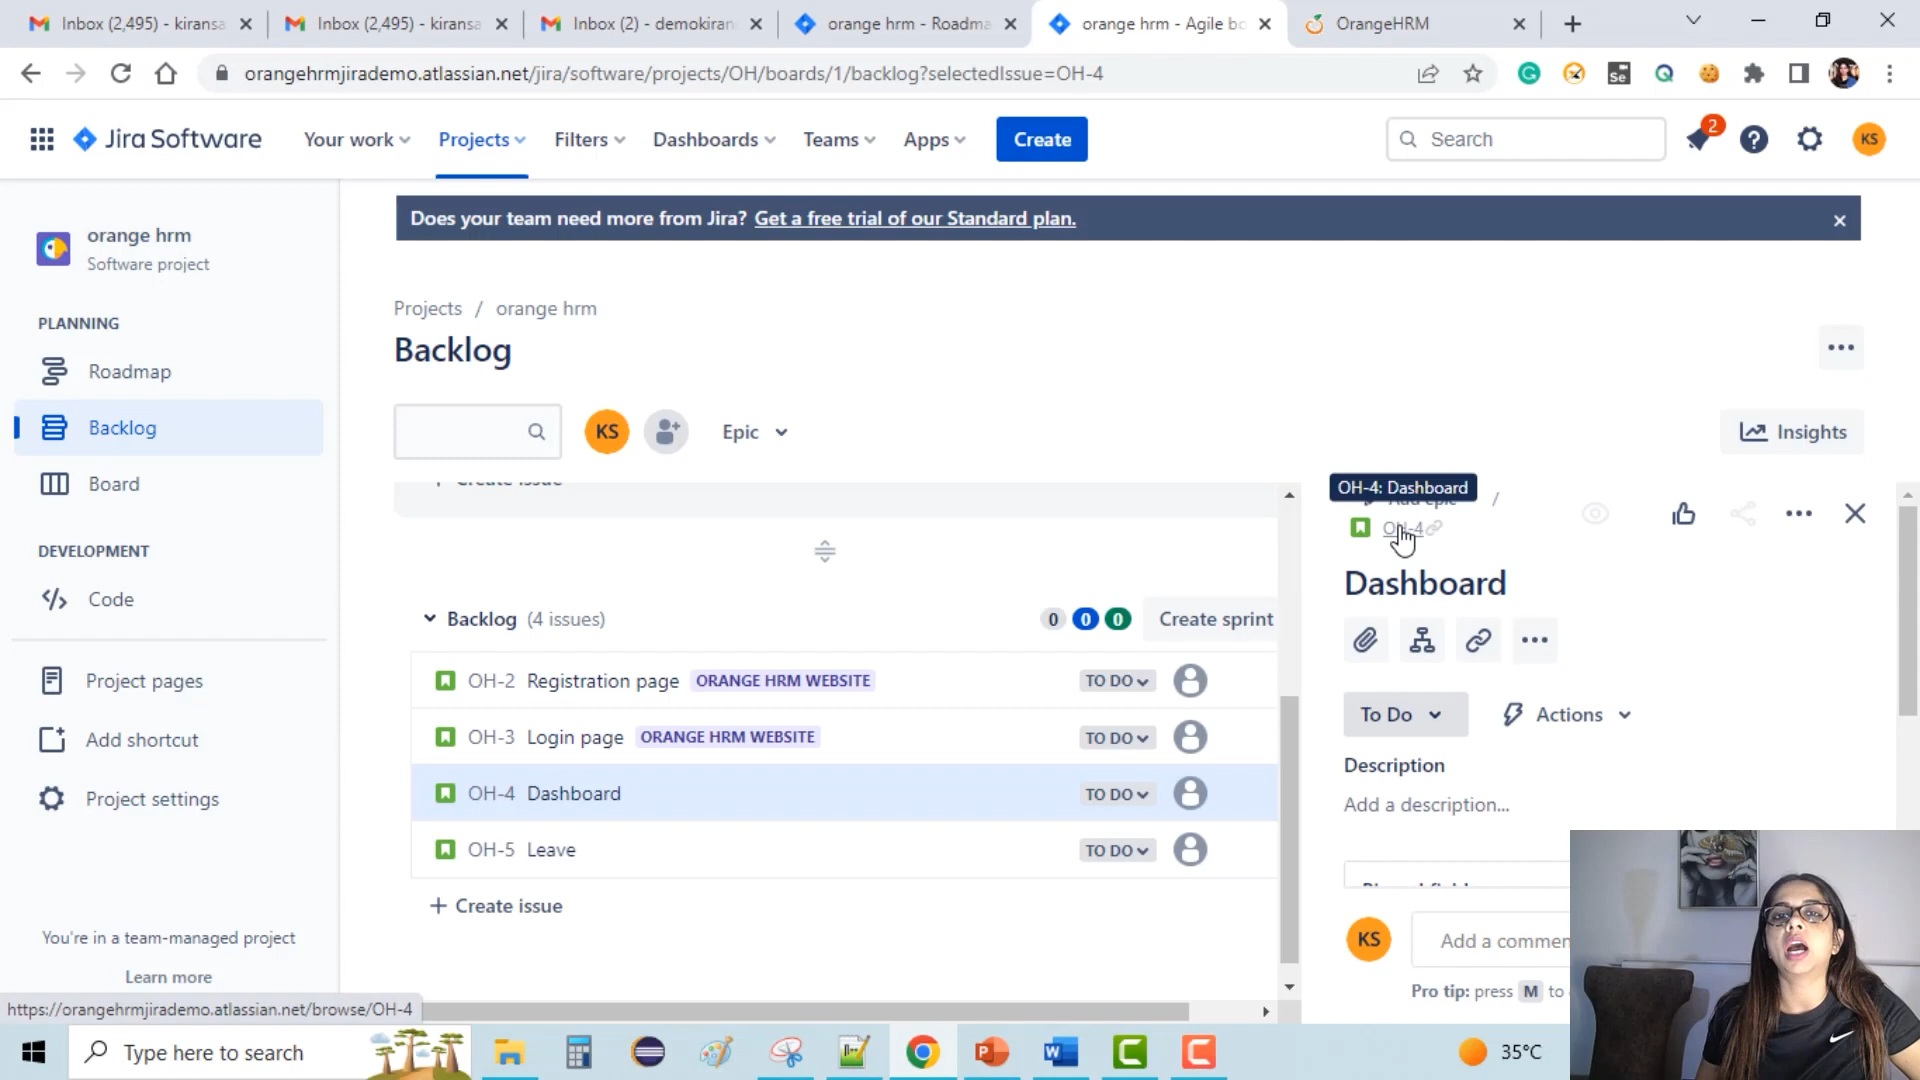 Inbox (2,495) - kiransa
Inbox (2,495) - kiransa
Inbox (2) - demokiran
orange hrm - Roadma
orange hrm - Agile bo
OrangeHRM
orangehrmjirademo.atlassian.net/jira/software/projects/OH/boards/1/backlog?selectedIssue=OH-4
Se
Jira Software
Your work
Projects
Filters
Dashboards
Teams
Apps
Create
Search
2
KS
Does your team need more from Jira? Get a free trial of our Standard plan.
orange hrm
Software project
PLANNING
Roadmap
Backlog
Board
DEVELOPMENT
Code
Project pages
Add shortcut
Project settings
You're in a team-managed project
Learn more
Projects / orange hrm
Backlog
KS
Epic
Insights
Create issue
Backlog (4 issues)
0 0 0
Create sprint
OH-2 Registration page ORANGE HRM WEBSITE TO DO
OH-3 Login page ORANGE HRM WEBSITE TO DO
OH-4 Dashboard TO DO
OH-5 Leave TO DO
+ Create issue
OH-4: Dashboard
Add epic /
OH-4
Dashboard
To Do
Actions
Description
Add a description...
KS
Add a commen
Pro tip: press M to
https://orangehrmjirademo.atlassian.net/browse/OH-4
Type here to search
35°C